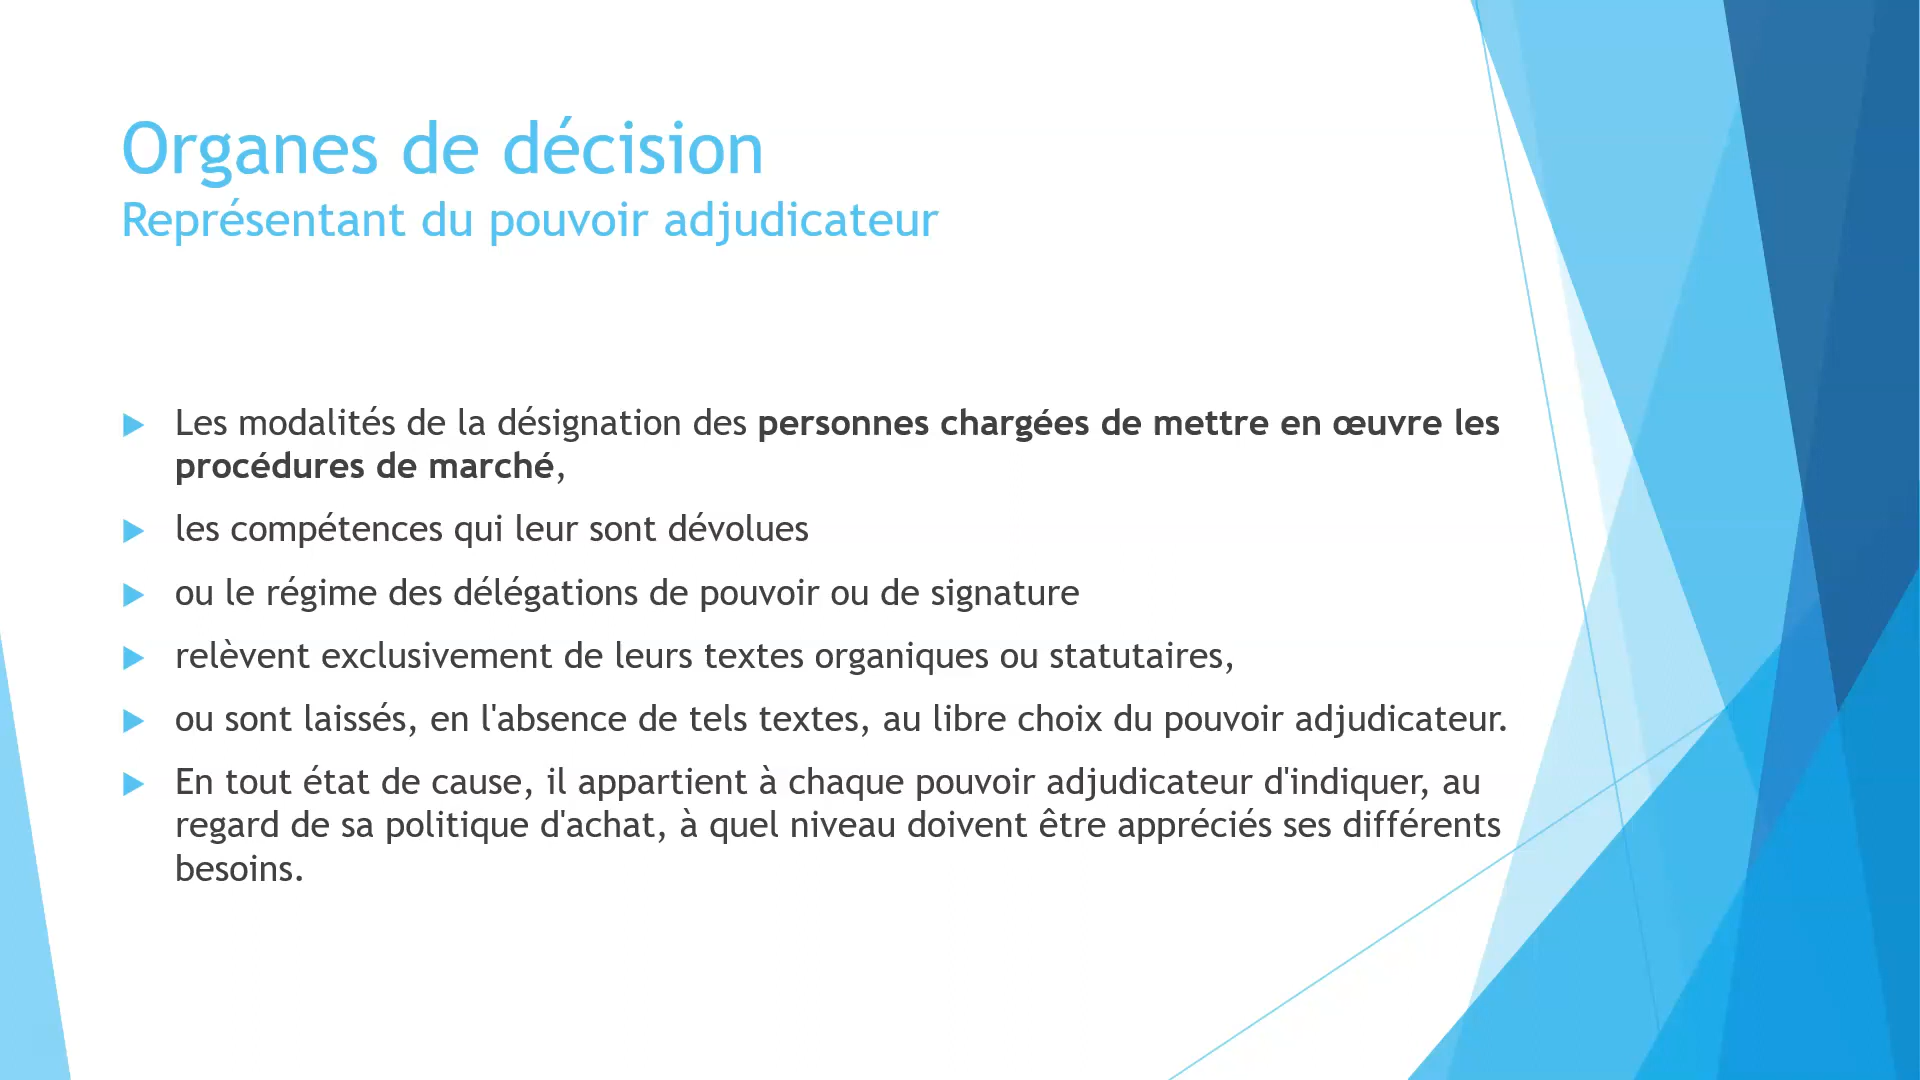 Organes de décision
Représentant du pouvoir adjudicateur
Les modalités de la désignation des personnes chargées de mettre en œuvre les
procédures de marché,
les compétences qui leur sont dévolues
ou le régime des délégations de pouvoir ou de signature
relèvent exclusivement de leurs textes organiques ou statutaires,
ou sont laissés, en l'absence de tels textes, au libre choix du pouvoir adjudicateur.
En tout état de cause, il appartient à chaque pouvoir adjudicateur d'indiquer, au
regard de sa politique d'achat, à quel niveau doivent être appréciés ses différents
besoins.